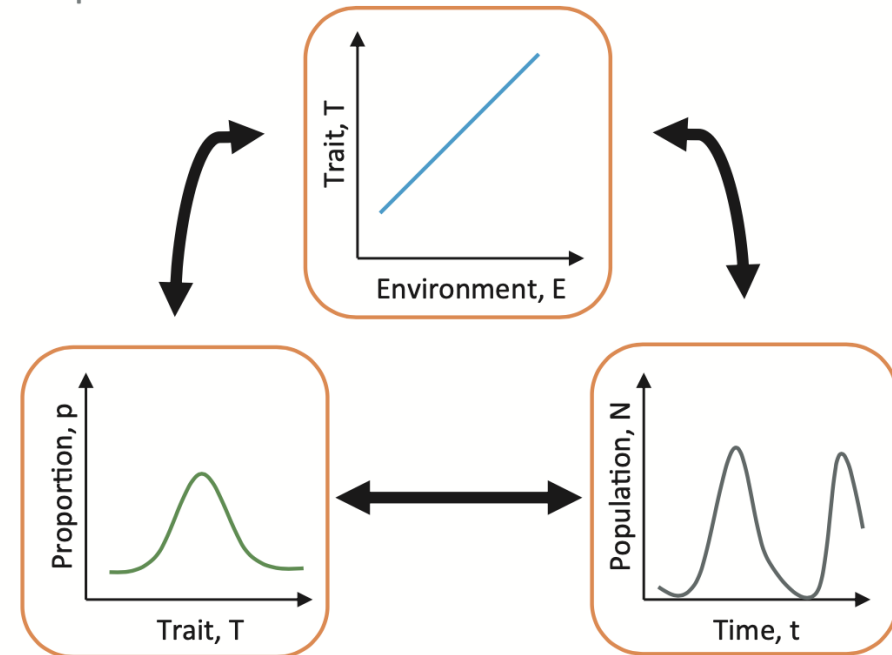 Trait, T
Environment, E
Proportion, p
Trait, T
Population, N
Time, t